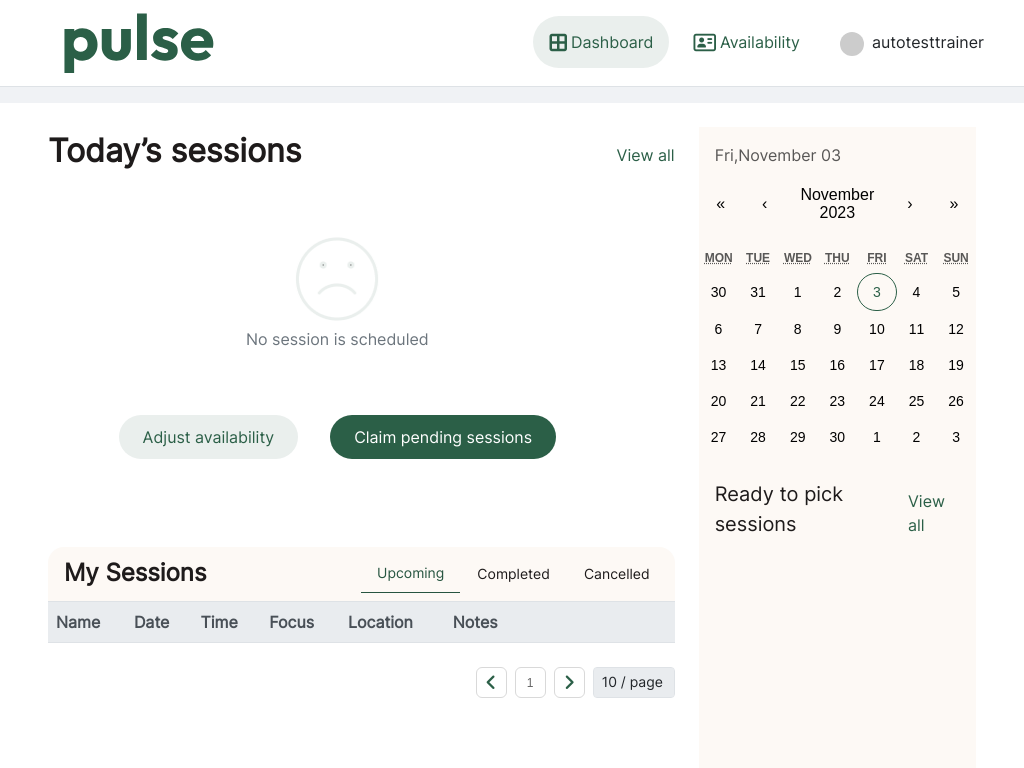 pulse
Dashboard
Availability
autotesttrainer
Today’s sessions
View all
No session is scheduled
Adjust availability
Claim pending sessions
Fri,November 03
« ‹ November 2023 › »
MON TUE WED THU FRI SAT SUN
30 31 1 2 3 4 5
6 7 8 9 10 11 12
13 14 15 16 17 18 19
20 21 22 23 24 25 26
27 28 29 30 1 2 3
Ready to pick
sessions
View
all
My Sessions
Upcoming Completed Cancelled
Name Date Time Focus Location Notes
1
10 / page